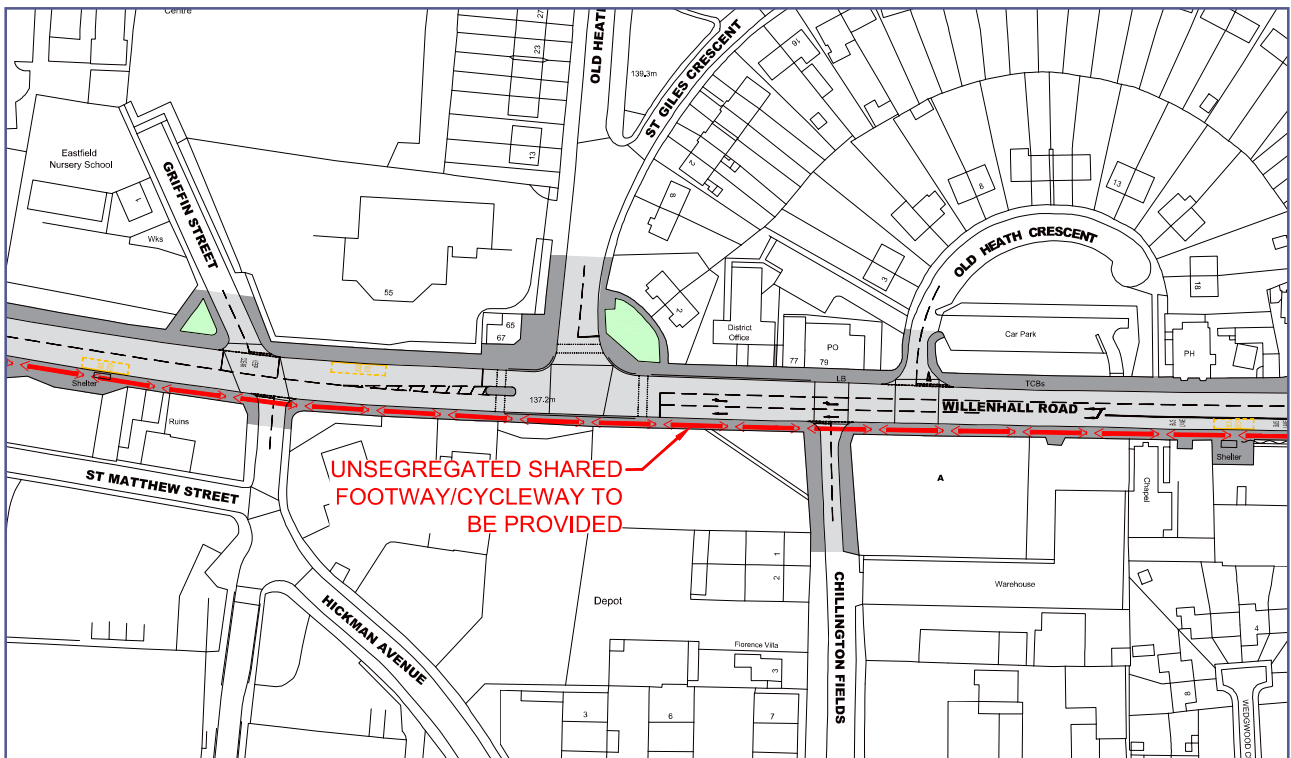 Centre
27
23
13
OLD HEATH
139.3m
ST GILES CRESCENT
16
2
8
Eastfield
Nursery School
1
Wks
GRIFFIN STREET
55
65
67
2
District
Office
77
79
PO
LB
3
8
13
18
OLD HEATH CRESCENT
Car Park
PH
TCBs
WILLENHALL ROAD
137.2m
Shelter
Ruins
ST MATTHEW STREET
HICKMAN AVENUE
UNSEGREGATED SHARED
FOOTWAY/CYCLEWAY TO
BE PROVIDED
Depot
1
2
Florence Villa
3
3
6
7
CHILLINGTON FIELDS
A
Warehouse
Chapel
Shelter
4
8
WEDGWOOD C